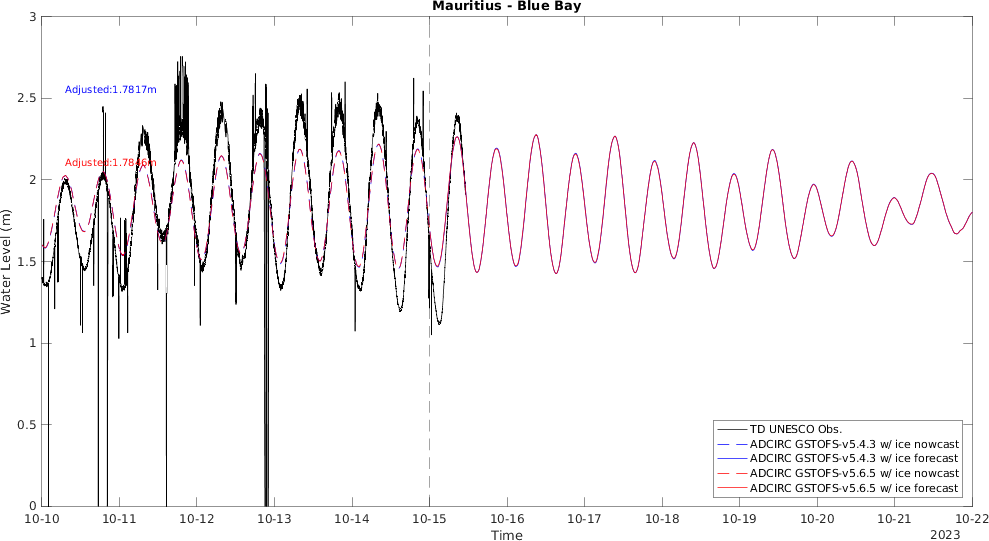 Mauritius - Blue Bay
3
2.5
2
1.5
1
0.5
0
Water Level (m)
Adjusted:1.7817m
Adjusted:1.7846m
TD UNESCO Obs.
ADCIRC GSTOFS-v5.4.3 w/ ice nowcast
ADCIRC GSTOFS-v5.4.3 w/ ice forecast
ADCIRC GSTOFS-v5.6.5 w/ ice nowcast
ADCIRC GSTOFS-v5.6.5 w/ ice forecast
10-10 10-11 10-12 10-13 10-14 10-15 10-16 10-17 10-18 10-19 10-20 10-21 10-22
Time
2023